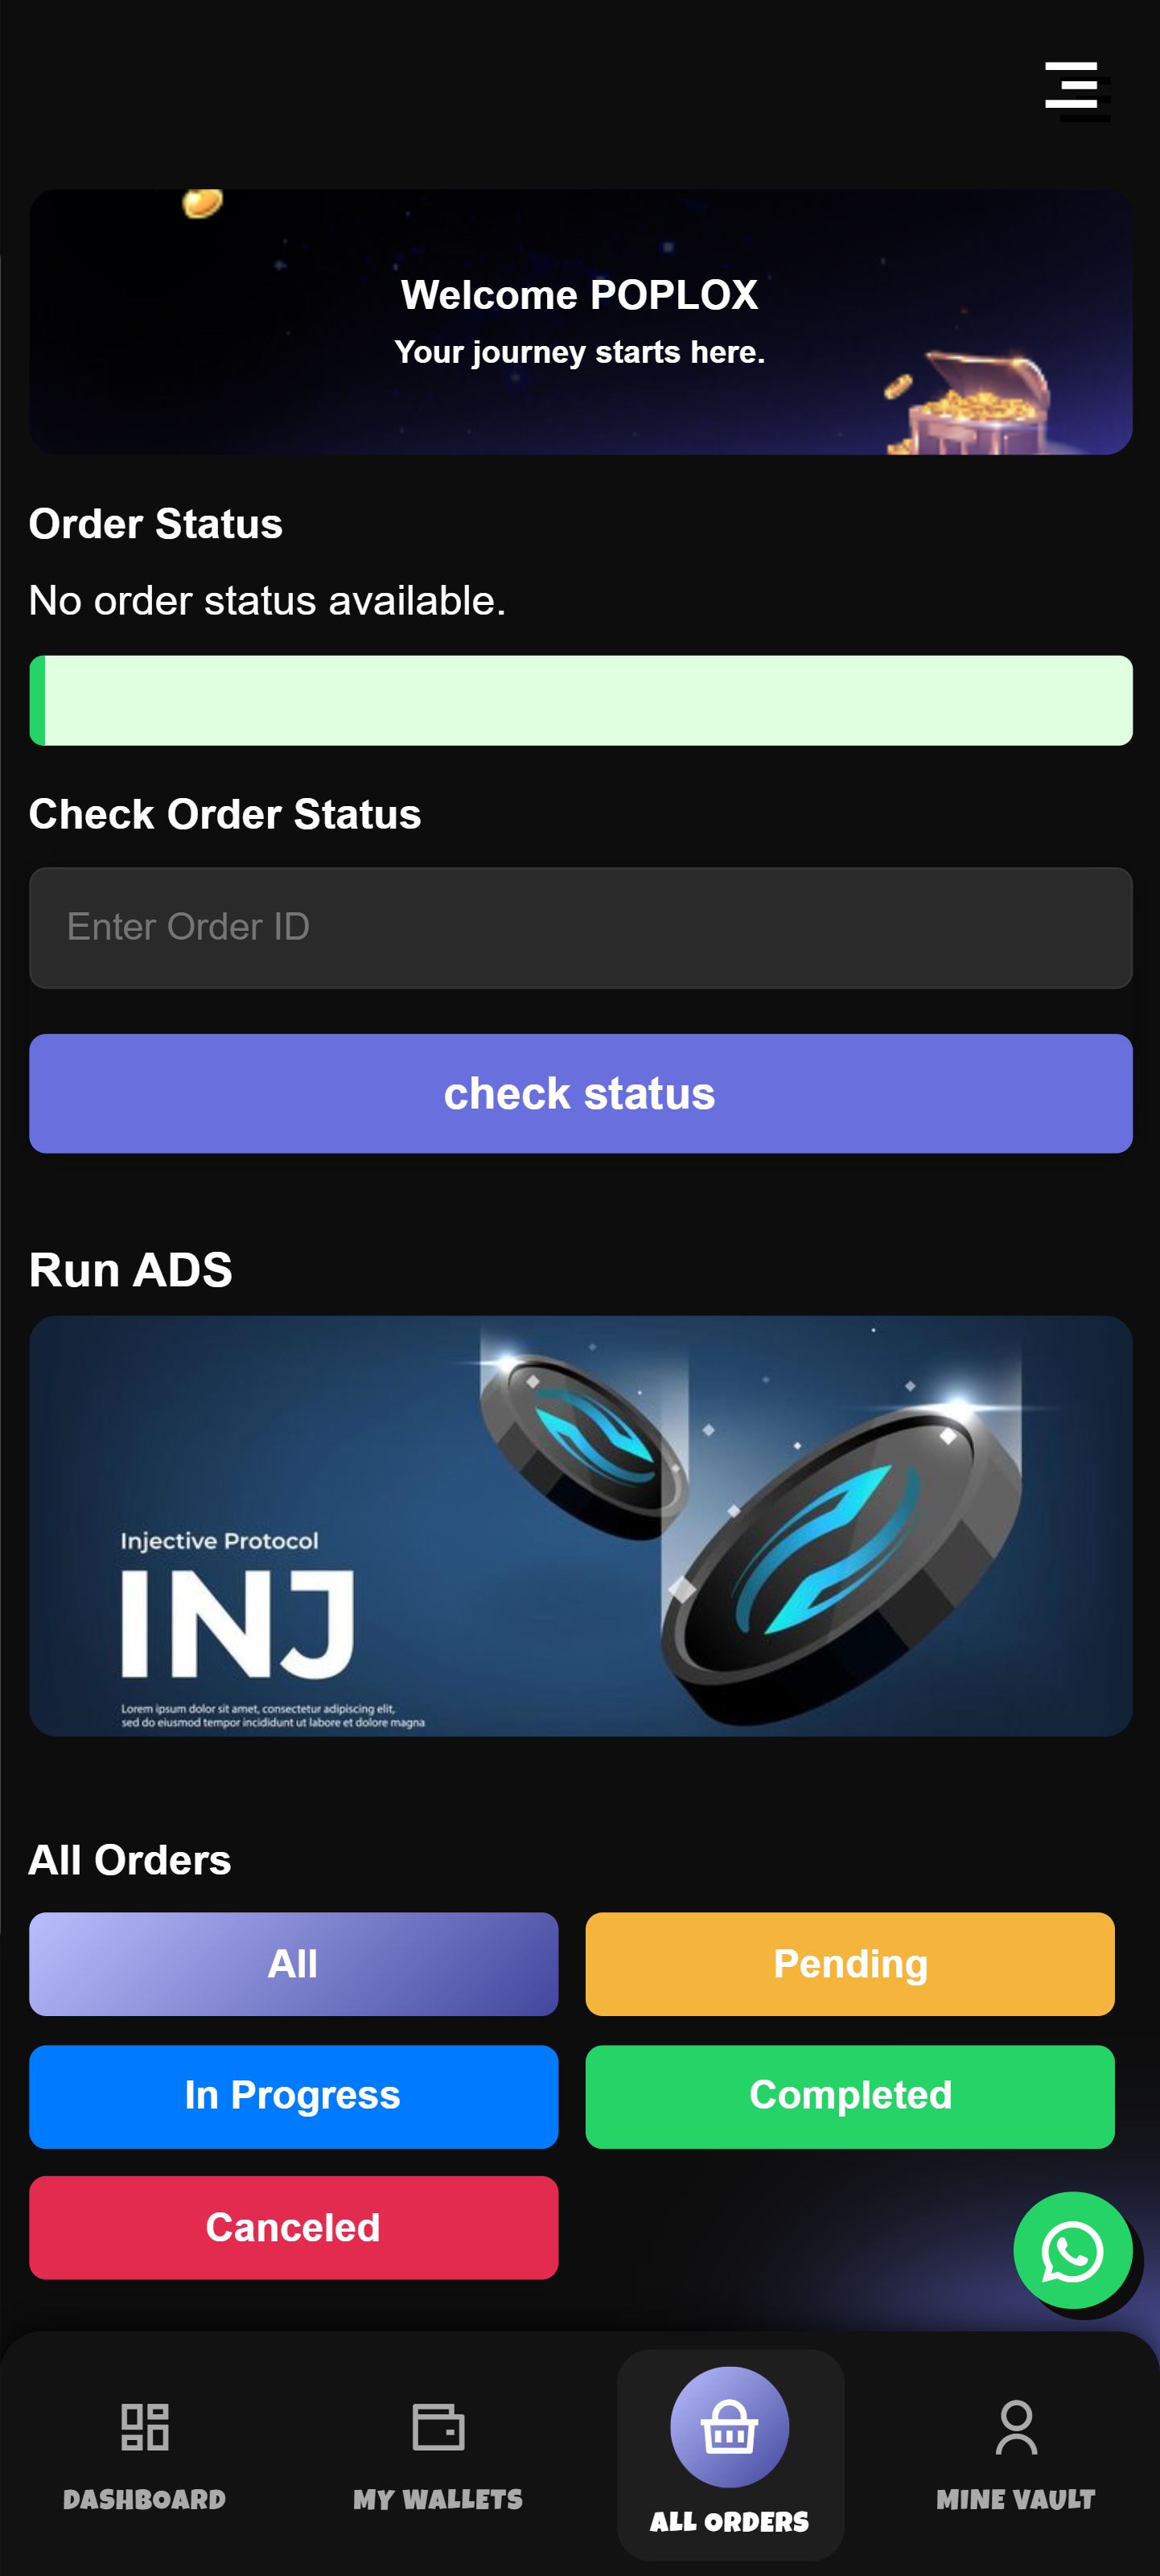 Welcome POPLOX
Your journey starts here.
Order Status
No order status available.
Check Order Status
Enter Order ID
check status
Run ADS
Injective Protocol
INJ
Lorem ipsum dolor sit amet, consectetur adipiscing elit,
sed do eiusmod tempor incididunt ut labore et dolore magna
All Orders
All
Pending
In Progress
Completed
Canceled
DASHBOARD
MY WALLETS
ALL ORDERS
MINE VAULT